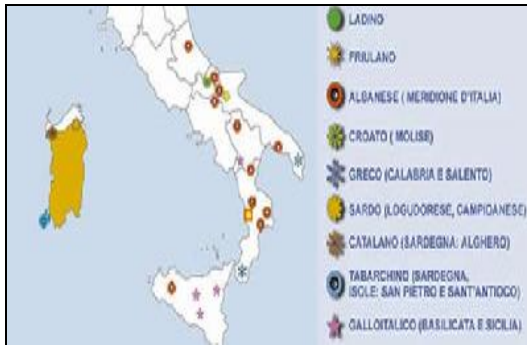 LADINO
FRIULANO
ALBANESE ( MERIDIONE D'ITALIA)
CROATO ( MOLISE)
GRECO (CALABRIA E SALENTO)
SARDO (LOGUDORESE, CAMPIDANESE)
CATALANO (SARDEGNA: ALGHERO)
TABARCHINO (SARDEGNA,
ISOLE: SAN PIETRO E SANT'ANTIOCO)
GALLOITALICO (BASILICATA E SICILIA)